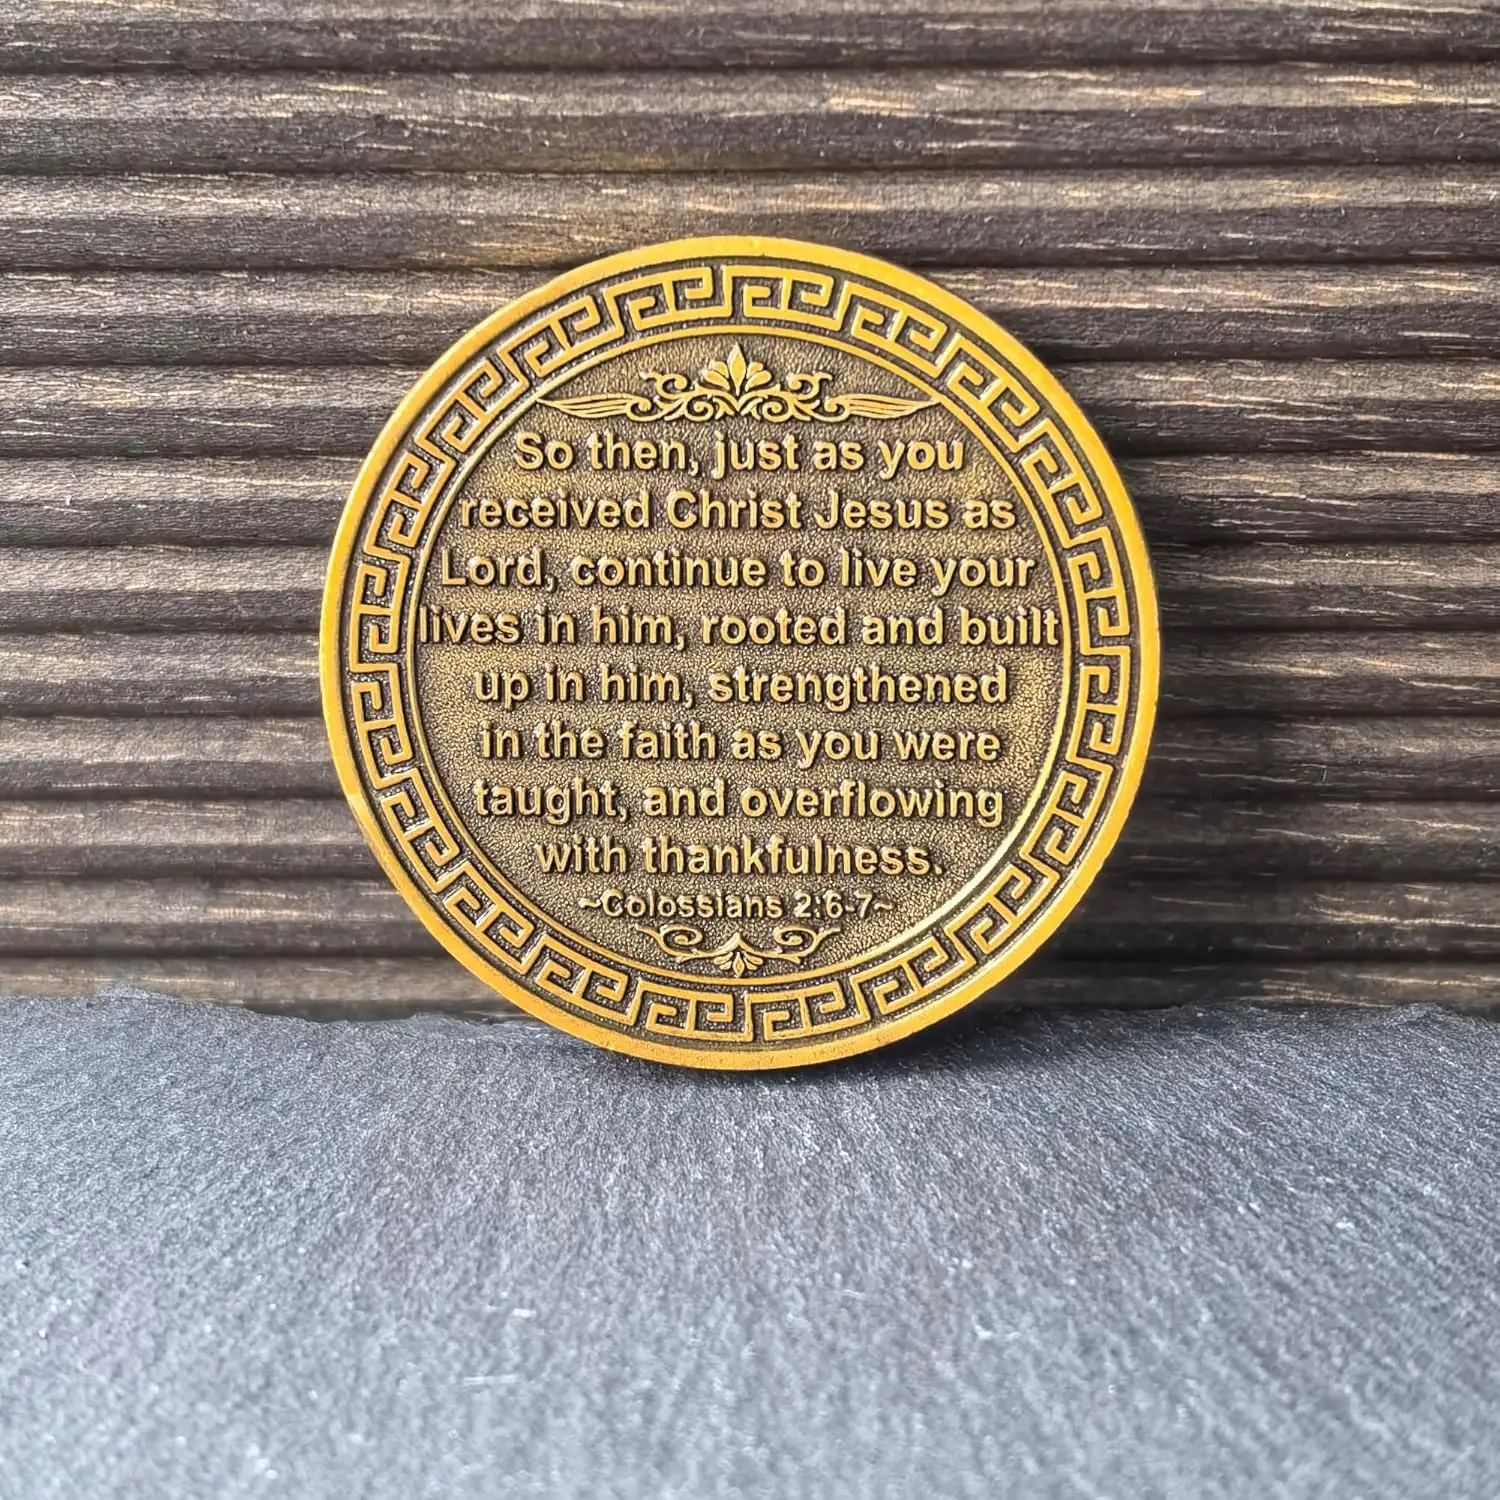 So then, just as you
received Christ Jesus as
Lord, continue to live your
lives in him, rooted and built
up in him, strengthened
in the faith as you were
taught, and overflowing
with thankfulness.
~Colossians 2:6-7~